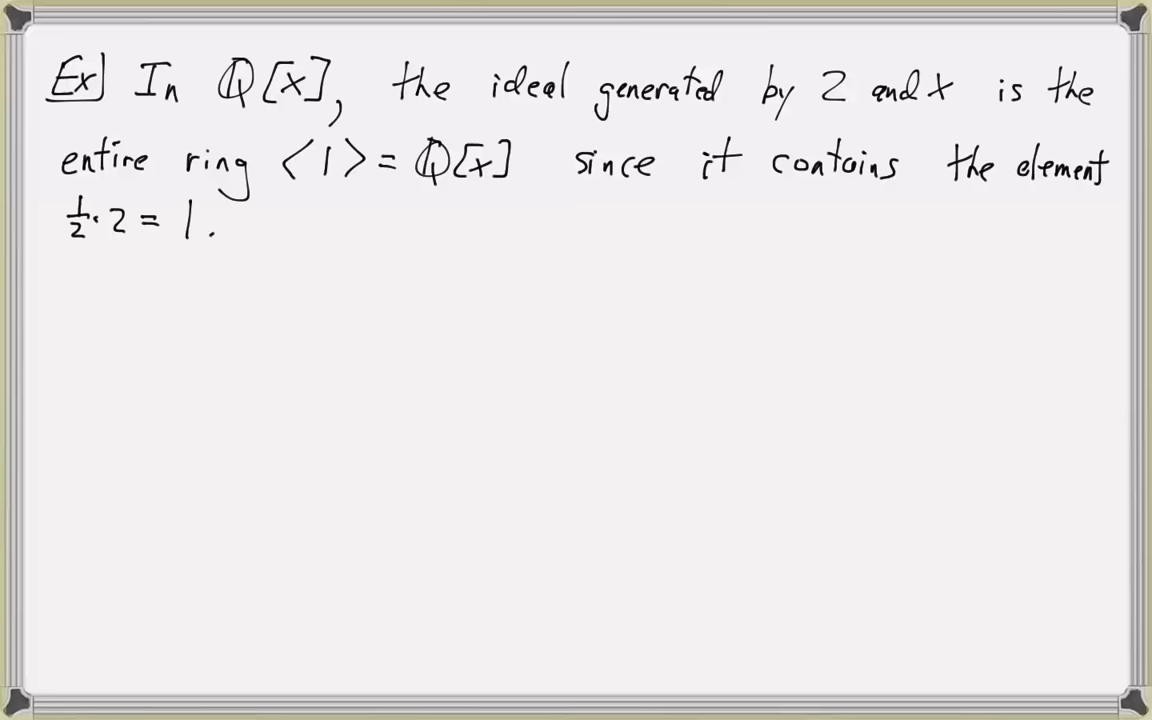 Ex] In ℚ[x], the ideal generated by 2 and x is the
entire ring <1> = ℚ[x] since it contains the element
1/2 · 2 = 1.